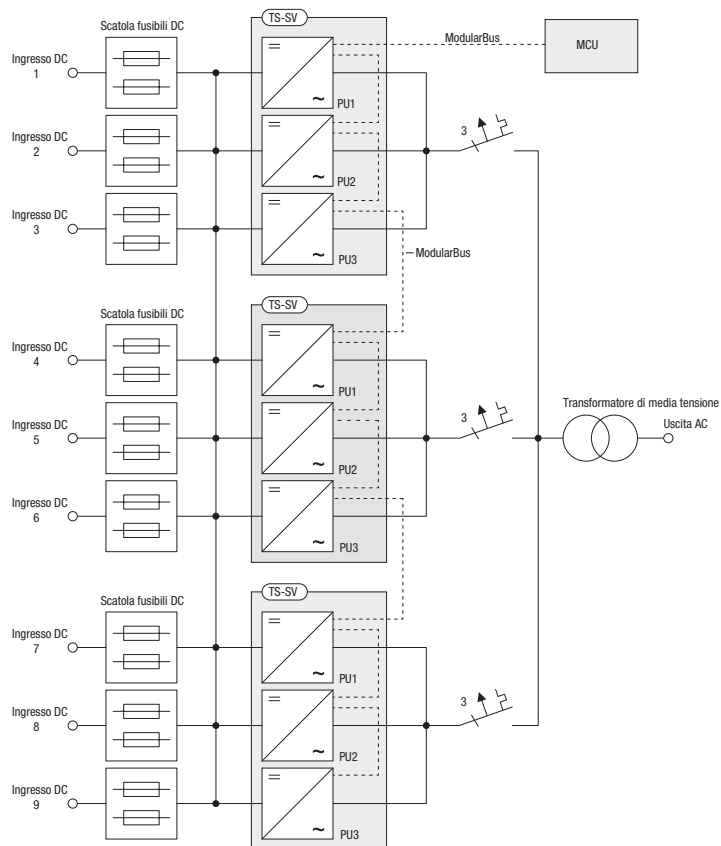 Scatola fusibili DC
TS-SV
ModularBus
MCU
Ingresso DC
1
PU1
Ingresso DC
2
3
PU2
Ingresso DC
3
PU3
ModularBus
Scatola fusibili DC
TS-SV
Ingresso DC
4
PU1
Transformatore di media tensione
Uscita AC
Ingresso DC
5
3
PU2
Ingresso DC
6
PU3
Scatola fusibili DC
TS-SV
Ingresso DC
7
PU1
Ingresso DC
8
3
PU2
Ingresso DC
9
PU3